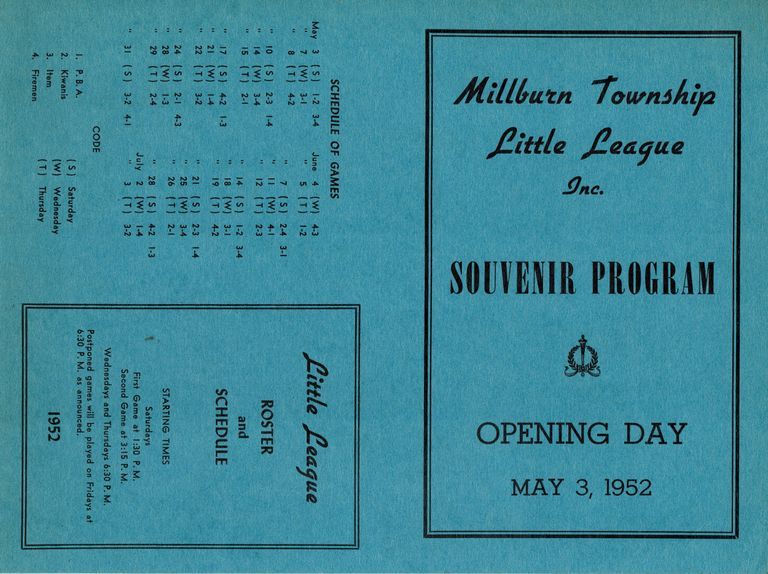 Millburn Township
Little League
Inc.
SOUVENIR PROGRAM
OPENING DAY
MAY 3, 1952
SCHEDULE OF GAMES
May 3 (S) 1-2 3-4
" 7 (W) 3-1
" 8 (T) 4-2
" 10 (S) 2-3 1-4
" 14 (W) 3-4
" 15 (T) 2-1
" 17 (S) 4-2 1-3
" 21 (W) 1-4
" 22 (T) 3-2
" 24 (S) 2-1 4-3
" 28 (W) 1-3
" 29 (T) 2-4
" 31 (S) 3-2 4-1
June 4 (W) 4-3
" 5 (T) 1-2
" 7 (S) 2-4 3-1
" 11 (W) 4-1
" 12 (T) 2-3
" 14 (S) 1-2 3-4
" 18 (W) 3-1
" 19 (T) 4-2
" 21 (S) 2-3 1-4
" 25 (W) 3-4
" 26 (T) 2-1
" 28 (S) 4-2 1-3
July 2 (W) 1-4
" 3 (T) 3-2
CODE
1. P. B. A.
2. Kiwanis
3. Item
4. Firemen
(S) Saturday
(W) Wednesday
(T) Thursday
Little League
ROSTER
and
SCHEDULE
STARTING TIMES
Saturdays
First Game at 1:30 P. M.
Second Game at 3:15 P. M.
Wednesdays and Thursdays 6:30 P. M.
Postponed games will be played on Fridays at
6:30 P. M. as announced.
1952